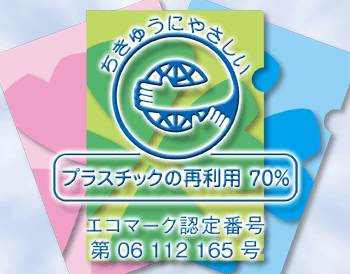 ちきゅうにやさしい
プラスチックの再利用 70%
エコマーク認定番号
第 06 112 165 号